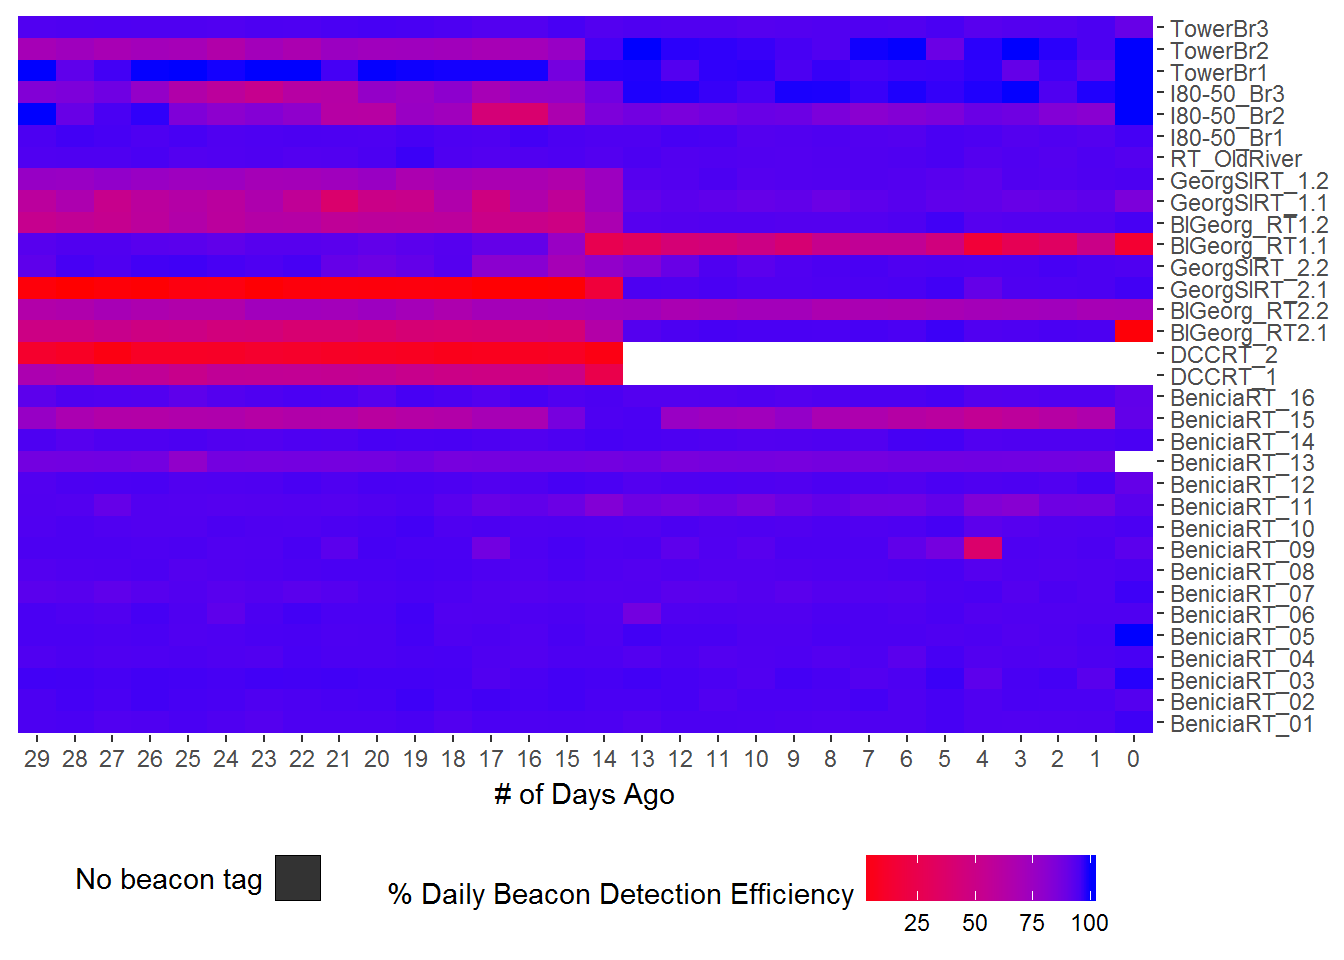 TowerBr3
TowerBr2
TowerBr1
I80-50_Br3
I80-50_Br2
I80-50_Br1
RT_OldRiver
GeorgSlRT_1.2
GeorgSlRT_1.1
BlGeorg_RT1.2
BlGeorg_RT1.1
GeorgSlRT_2.2
GeorgSlRT_2.1
BlGeorg_RT2.2
BlGeorg_RT2.1
DCCRT_2
DCCRT_1
BeniciaRT_16
BeniciaRT_15
BeniciaRT_14
BeniciaRT_13
BeniciaRT_12
BeniciaRT_11
BeniciaRT_10
BeniciaRT_09
BeniciaRT_08
BeniciaRT_07
BeniciaRT_06
BeniciaRT_05
BeniciaRT_04
BeniciaRT_03
BeniciaRT_02
BeniciaRT_01
29 28 27 26 25 24 23 22 21 20 19 18 17 16 15 14 13 12 11 10 9 8 7 6 5 4 3 2 1 0
# of Days Ago
No beacon tag
% Daily Beacon Detection Efficiency
25 50 75 100